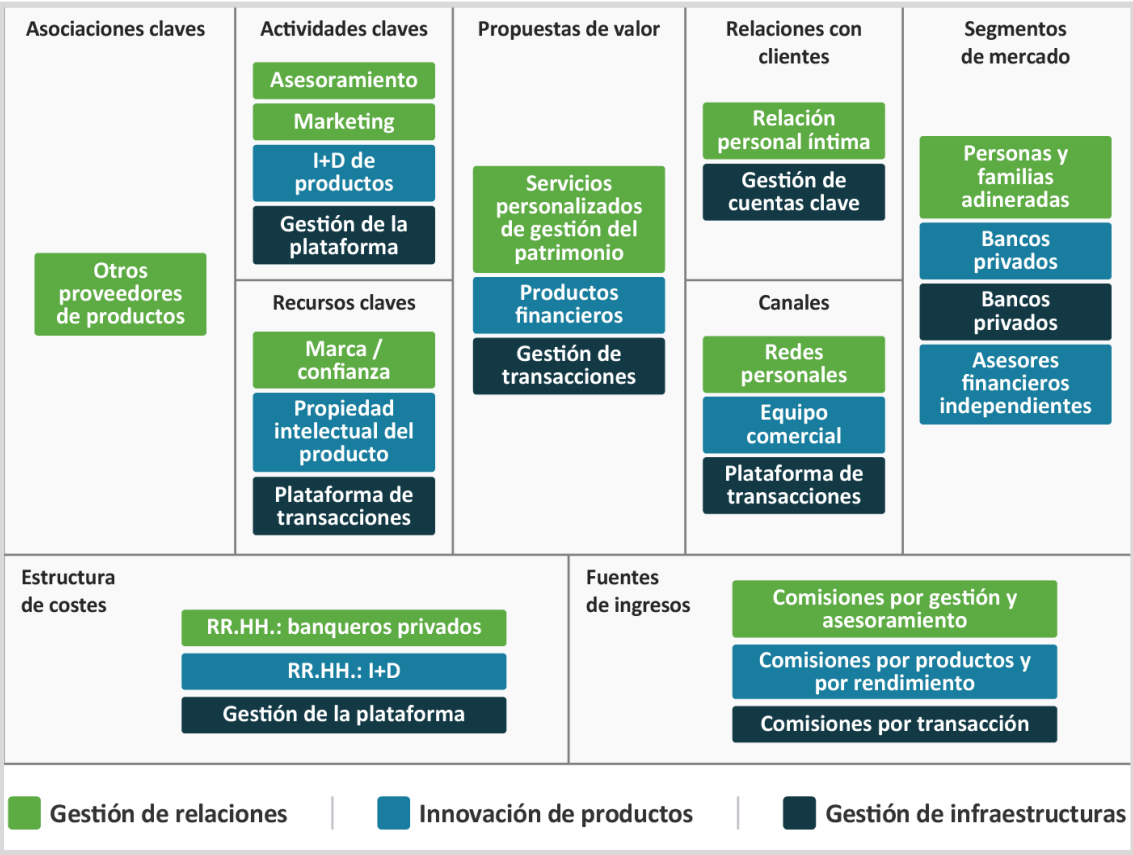 Asociaciones claves
Otros
proveedores
de productos
Actividades claves
Asesoramiento
Marketing
I+D de
productos
Gestión de la
plataforma
Recursos claves
Marca /
confianza
Propiedad
intelectual del
producto
Plataforma de
transacciones
Propuestas de valor
Servicios
personalizados
de gestión del
patrimonio
Productos
financieros
Gestión de
transacciones
Relaciones con
clientes
Relación
personal íntima
Gestión de
cuentas clave
Canales
Redes
personales
Equipo
comercial
Plataforma de
transacciones
Segmentos
de mercado
Personas y
familias
adineradas
Bancos
privados
Bancos
privados
Asesores
financieros
independientes
Estructura
de costes
RR.HH.: banqueros privados
RR.HH.: I+D
Gestión de la plataforma
Fuentes
de ingresos
Comisiones por gestión y
asesoramiento
Comisiones por productos y
por rendimiento
Comisiones por transacción
Gestión de relaciones
Innovación de productos
Gestión de infraestructuras